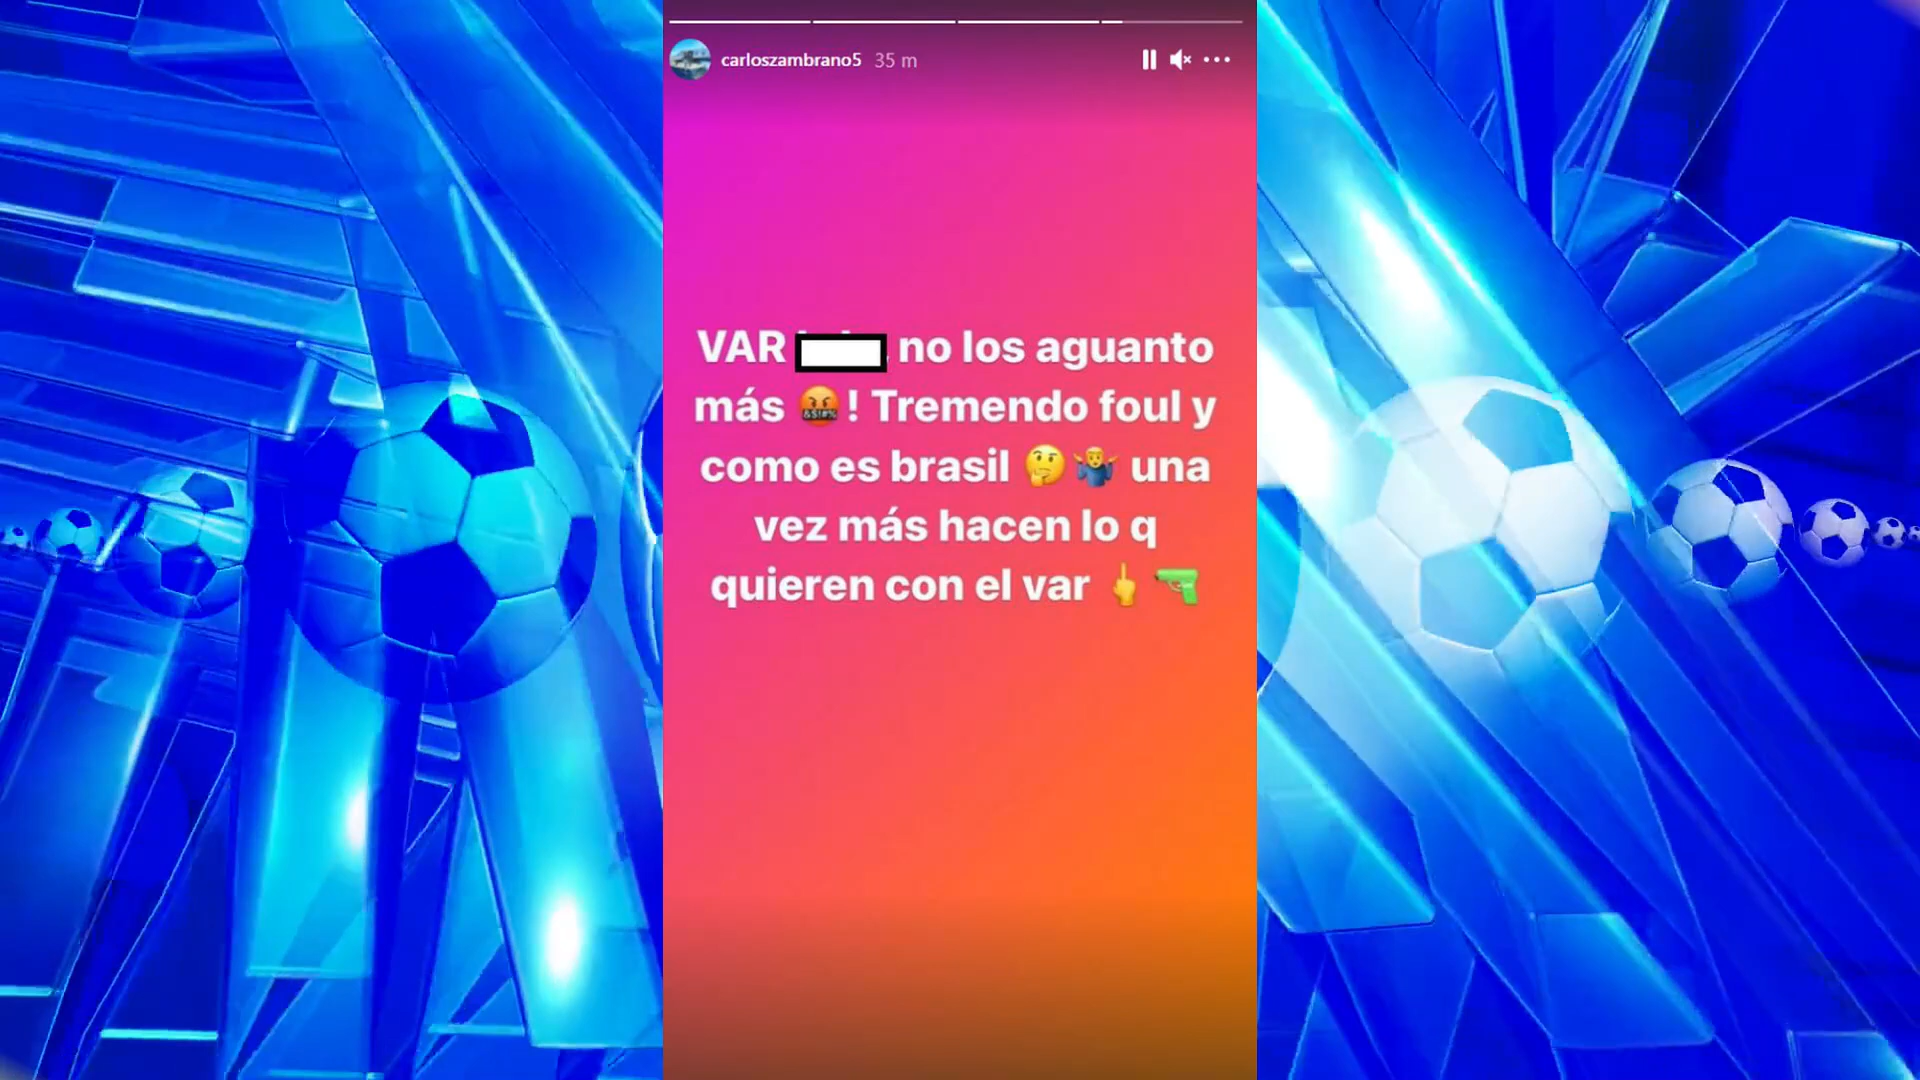 carloszambrano5 35 m
VAR no los aguanto
más 🤬! Tremendo foul y
como es brasil 🤔🤷‍♂️ una
vez más hacen lo q
quieren con el var 🖕🔫